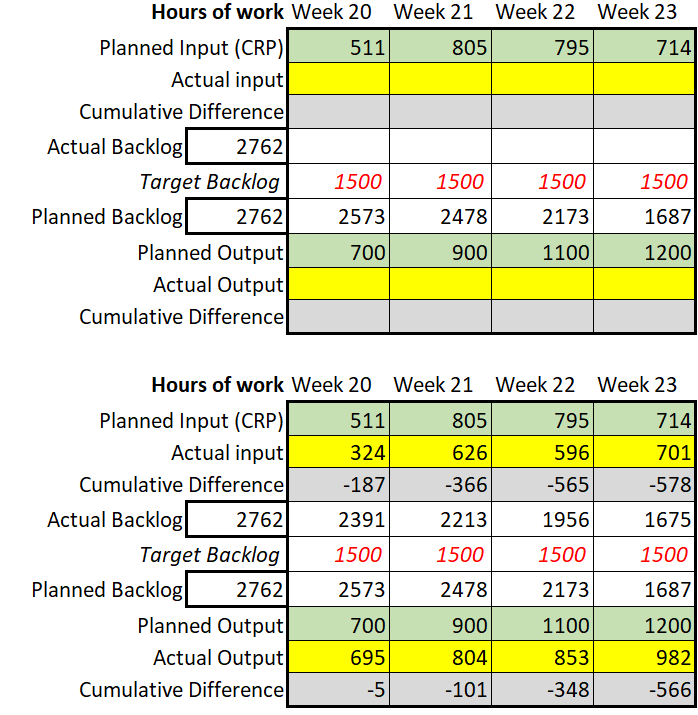 Hours of work Week 20 Week 21 Week 22 Week 23
Planned Input (CRP) 511 805 795 714
Actual input
Cumulative Difference
Actual Backlog 2762
Target Backlog 1500 1500 1500 1500
Planned Backlog 2762 2573 2478 2173 1687
Planned Output 700 900 1100 1200
Actual Output
Cumulative Difference
Hours of work Week 20 Week 21 Week 22 Week 23
Planned Input (CRP) 511 805 795 714
Actual input 324 626 596 701
Cumulative Difference -187 -366 -565 -578
Actual Backlog 2762 2391 2213 1956 1675
Target Backlog 1500 1500 1500 1500
Planned Backlog 2762 2573 2478 2173 1687
Planned Output 700 900 1100 1200
Actual Output 695 804 853 982
Cumulative Difference -5 -101 -348 -566